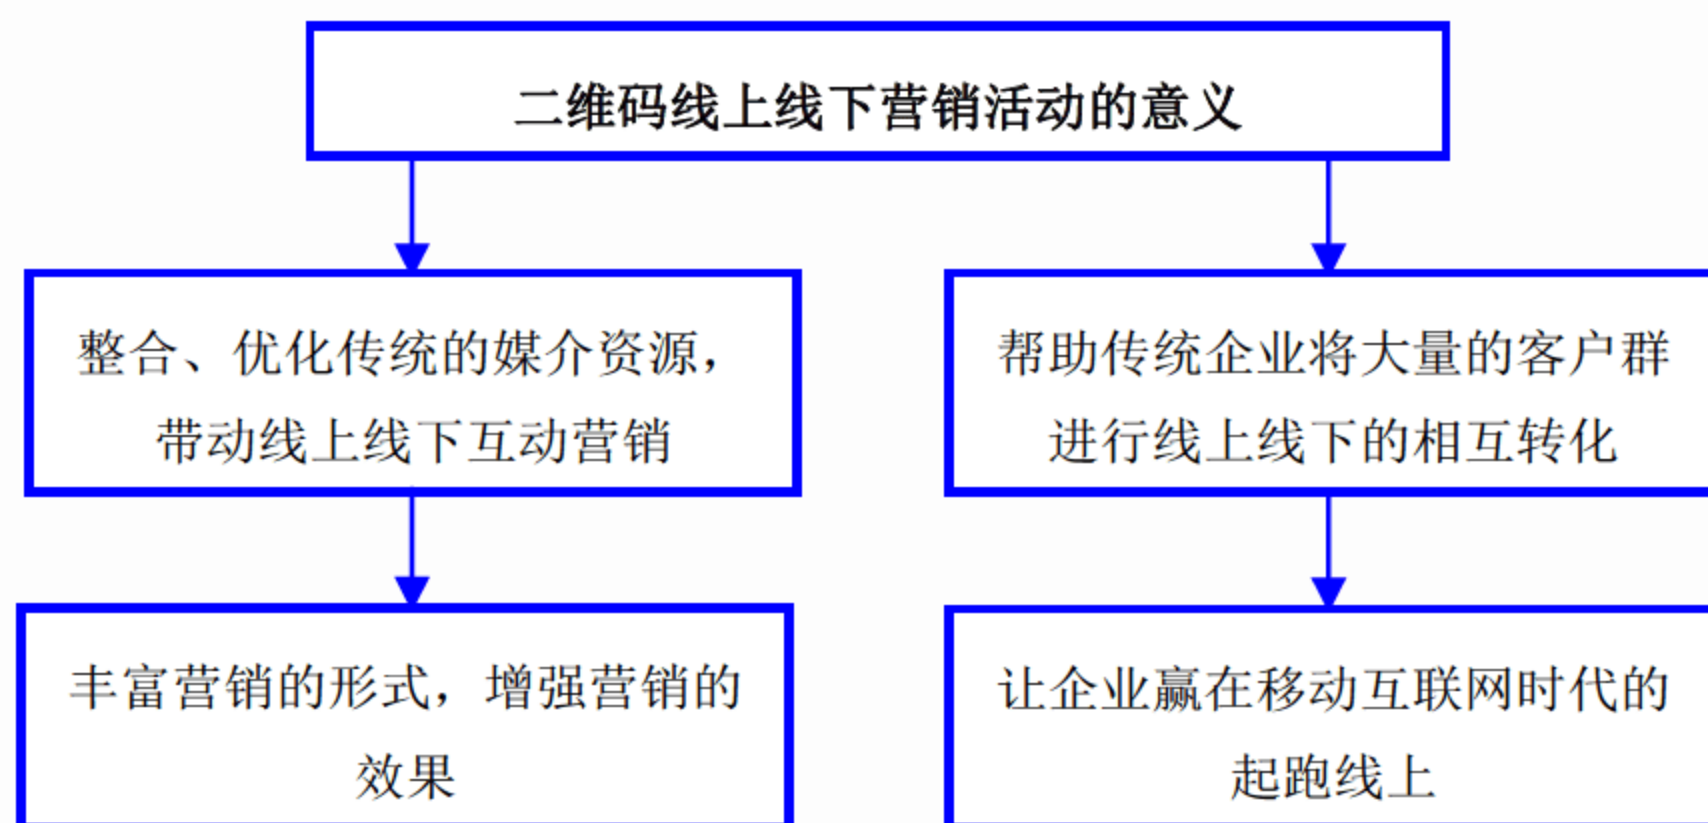 二维码线上线下营销活动的意义
整合、优化传统的媒介资源，
带动线上线下互动营销
帮助传统企业将大量的客户群
进行线上线下的相互转化
丰富营销的形式，增强营销的
效果
让企业赢在移动互联网时代的
起跑线上